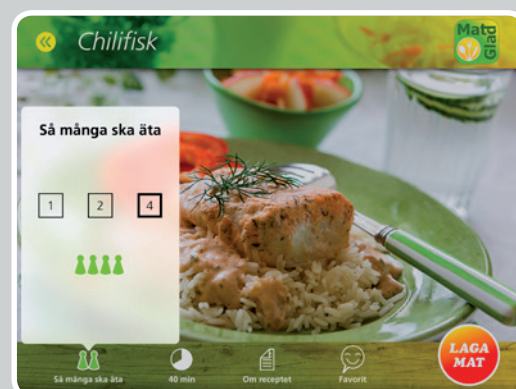 Chilifisk
Mat
Glad
Så många ska äta
1 2 4
Så många ska äta
40 min
Om receptet
Favorit
LAGA
MAT